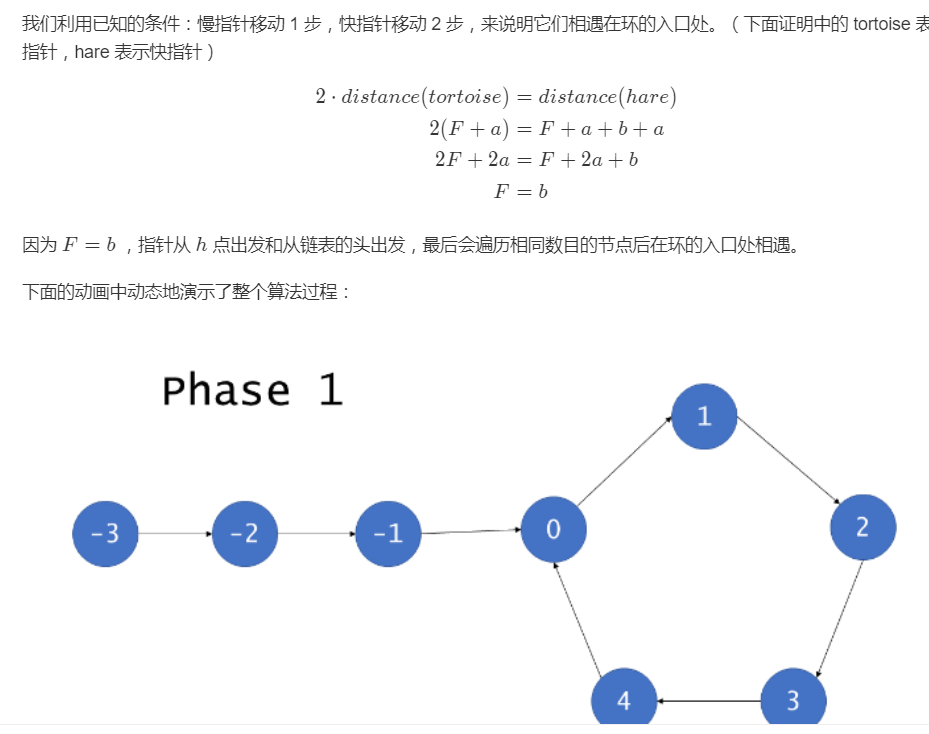 我们利用已知的条件：慢指针移动 1 步，快指针移动 2 步，来说明它们相遇在环的入口处。（下面证明中的 tortoise 表
指针，hare 表示快指针）
2 · distance(tortoise) = distance(hare)
2(F + a) = F + a + b + a
2F + 2a = F + 2a + b
F = b
因为 F = b ，指针从 h 点出发和从链表的头出发，最后会遍历相同数目的节点后在环的入口处相遇。
下面的动画中动态地演示了整个算法过程：
Phase 1
1
-3 -2 -1 0 2
4 3